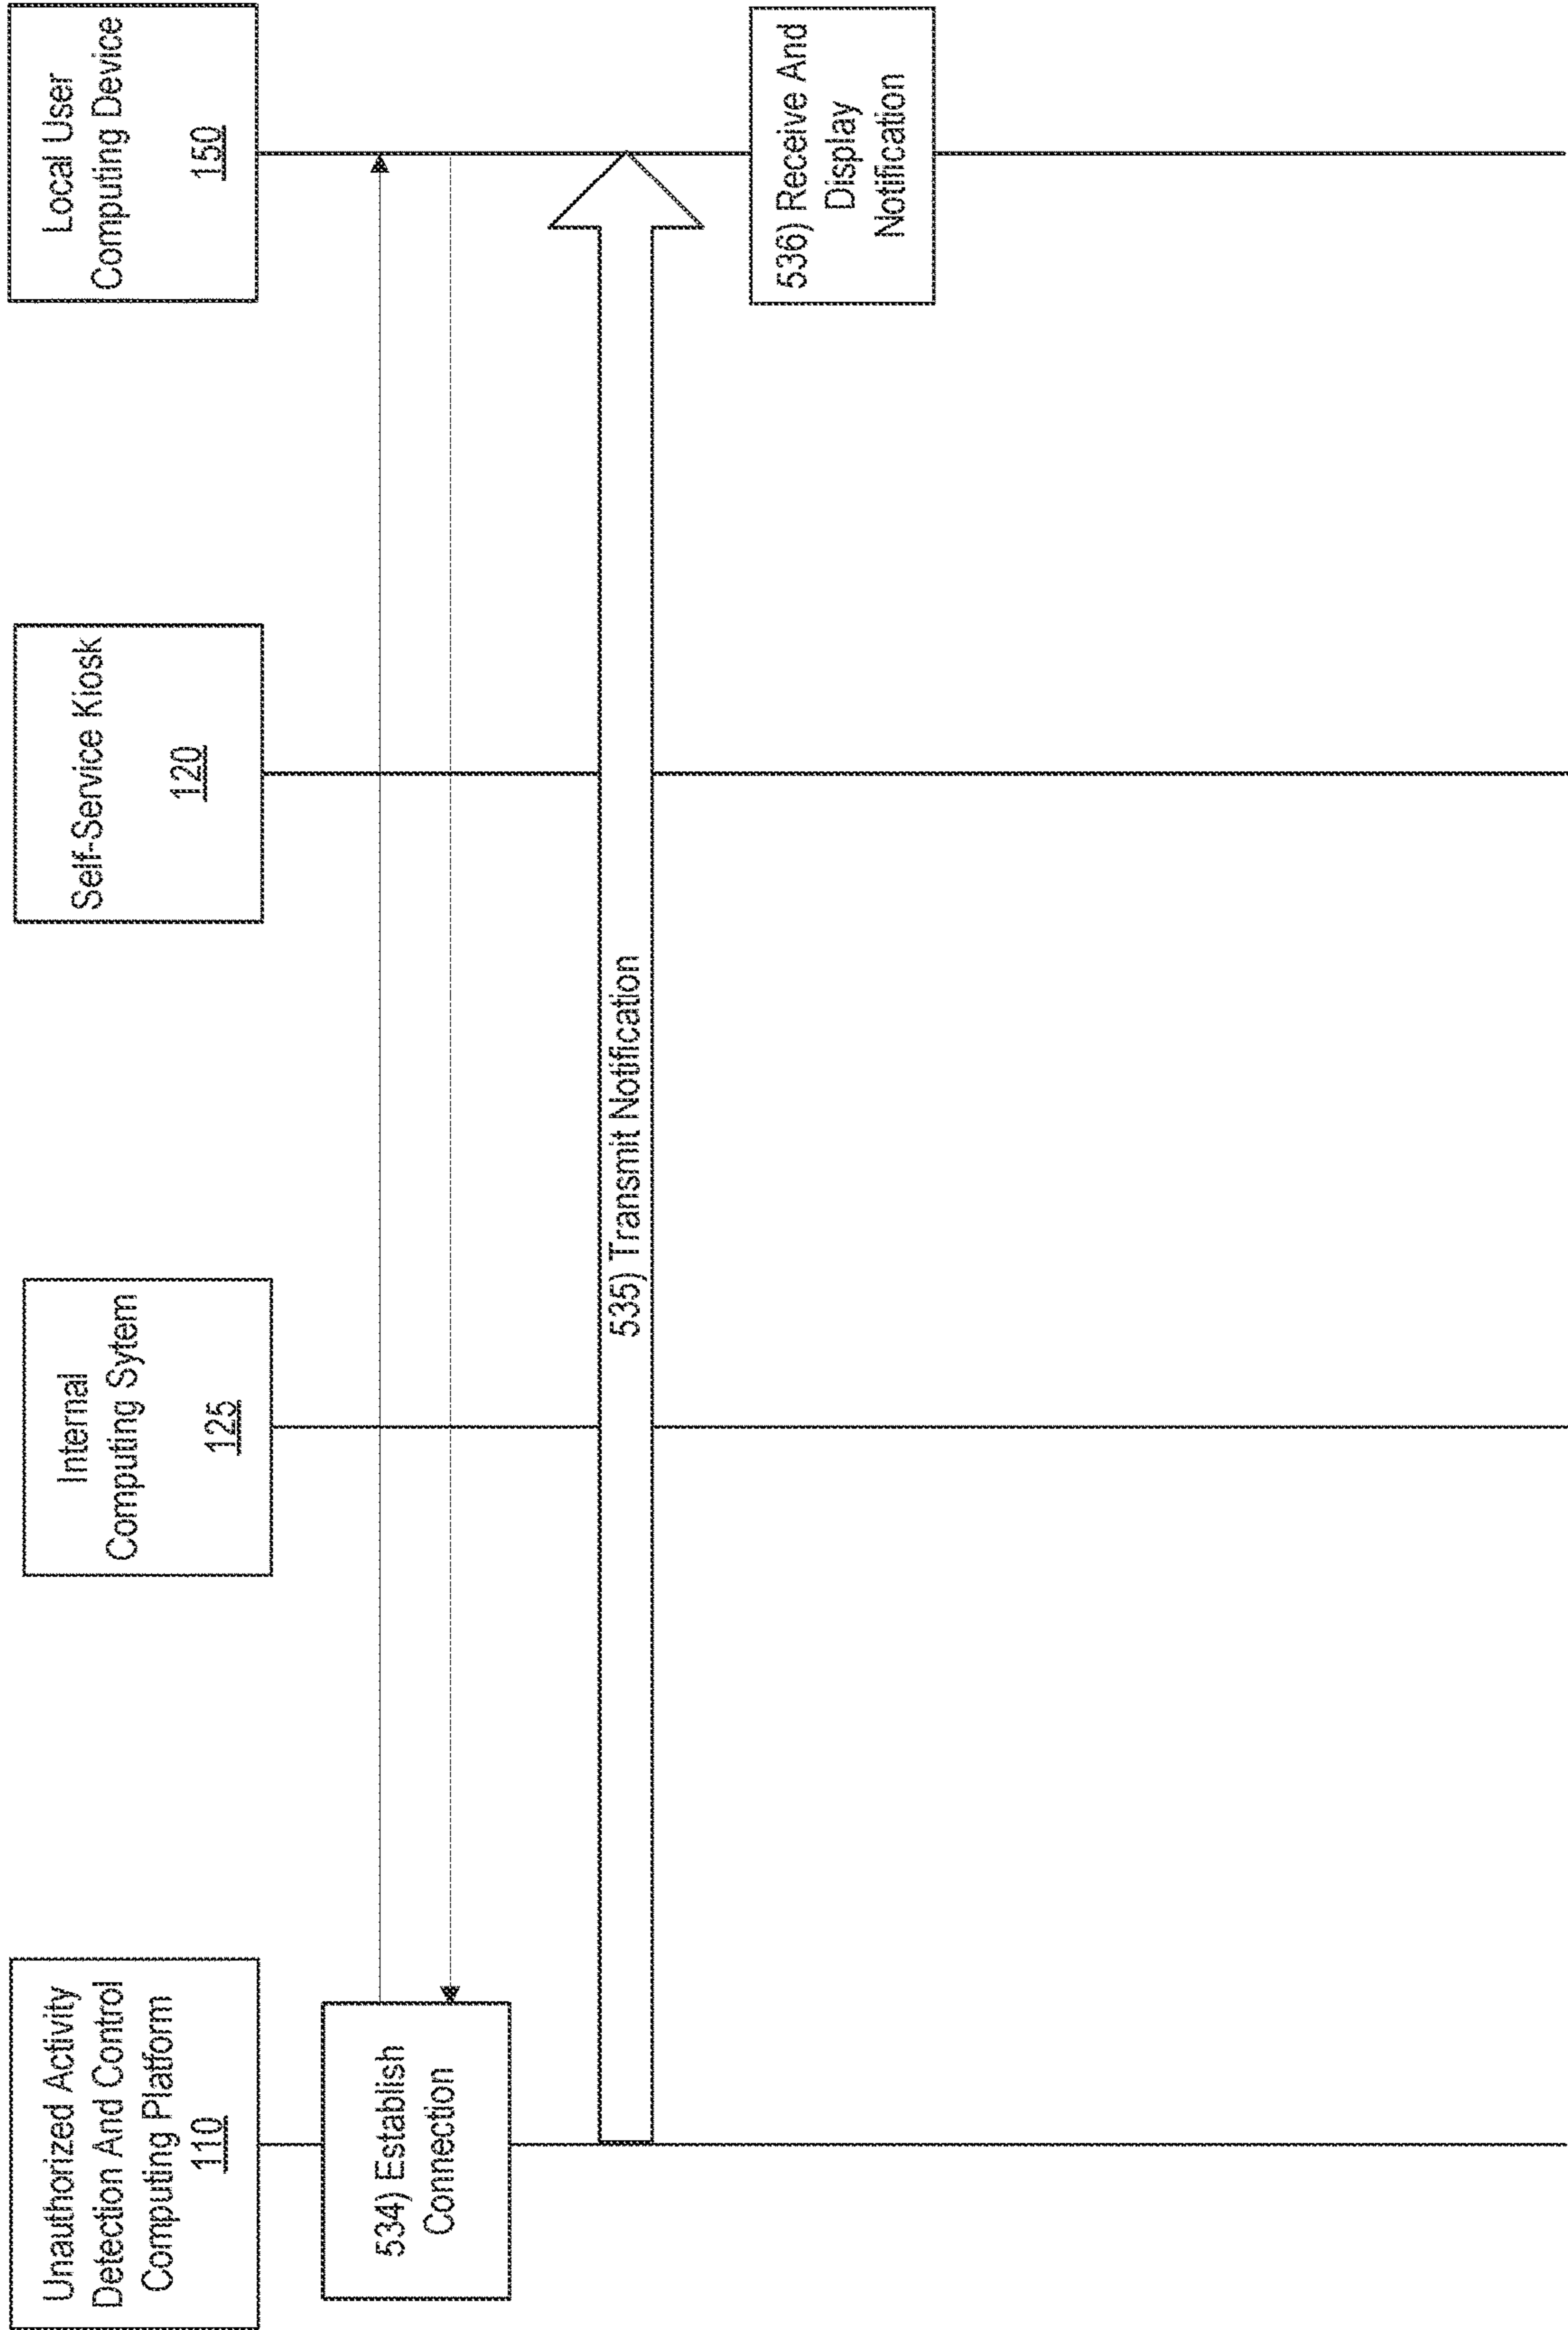 Unauthorized Activity
Detection And Control
Computing Platform
110
Internal
Computing Sytem
125
Self-Service Kiosk
120
Local User
Computing Device
150
534) Establish
Connection
535) Transmit Notification
536) Receive And
Display
Notification